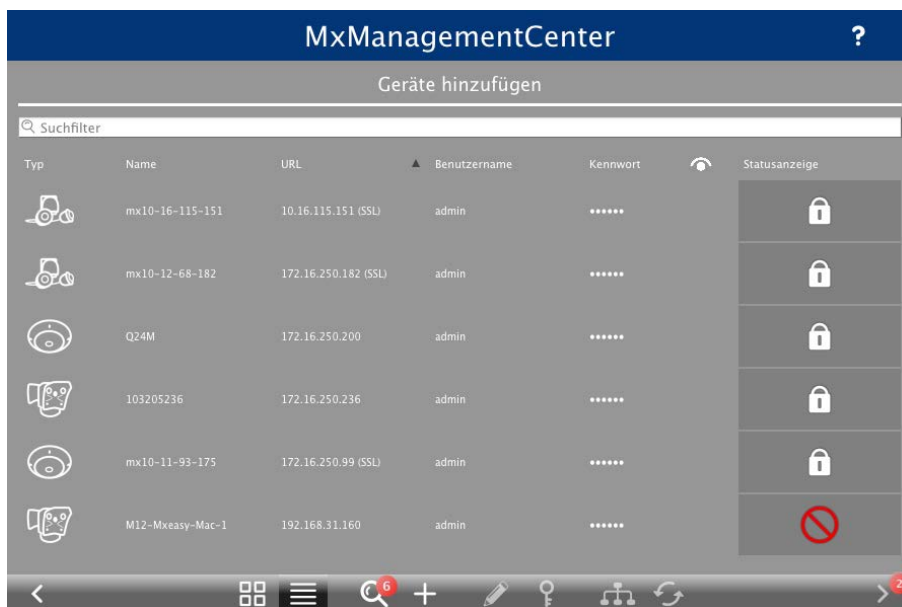 MxManagementCenter ?
Geräte hinzufügen
Suchfilter
Typ Name URL Benutzername Kennwort Statusanzeige
mx10-16-115-151 10.16.115.151 (SSL) admin ••••••
mx10-12-68-182 172.16.250.182 (SSL) admin ••••••
Q24M 172.16.250.200 admin ••••••
103205236 172.16.250.236 admin ••••••
mx10-11-93-175 172.16.250.99 (SSL) admin ••••••
M12-Mxeasy-Mac-1 192.168.31.160 admin ••••••
6 2